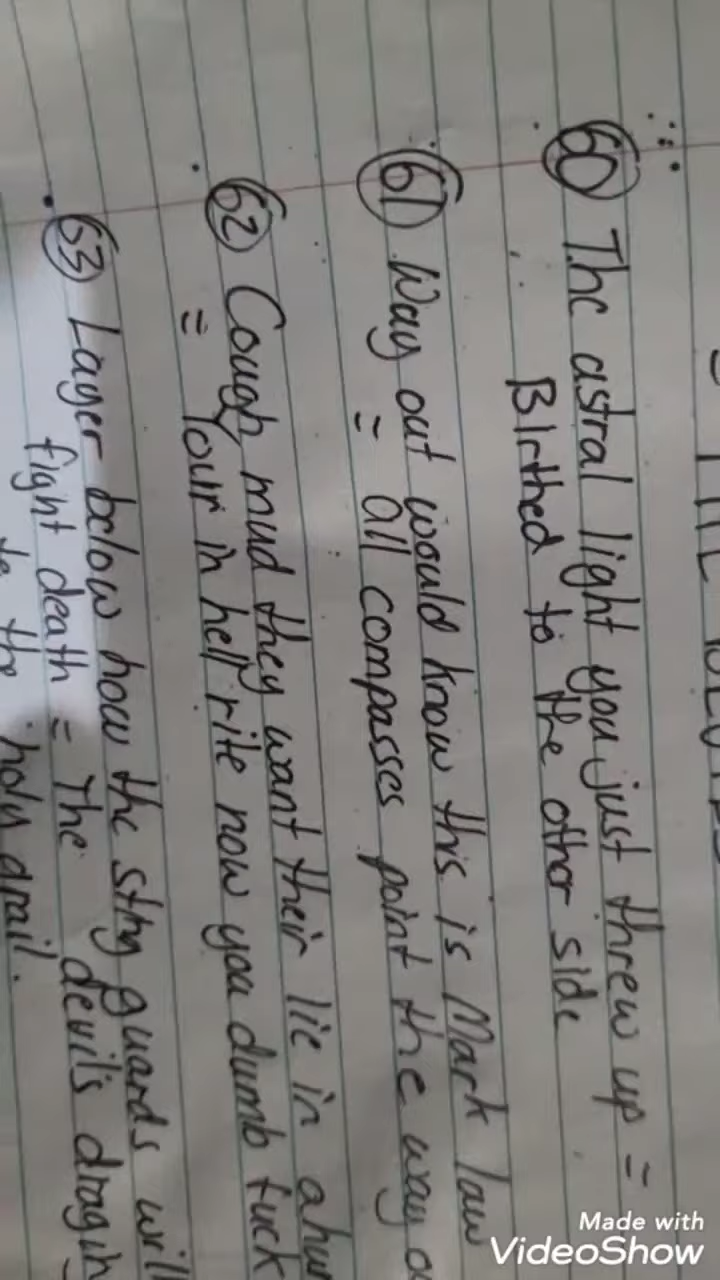 60 The astral light you just threw up =
Birthed to the other side
61 Way out would know this is Mark law
= all compasses point the way
62 Cough mud they want their lie in
= Your in hell rite now you dumb fuck
63 Layer below how the stry guards will
fight death = The devil's dragin
to the holy grail.
Made with
VideoShow